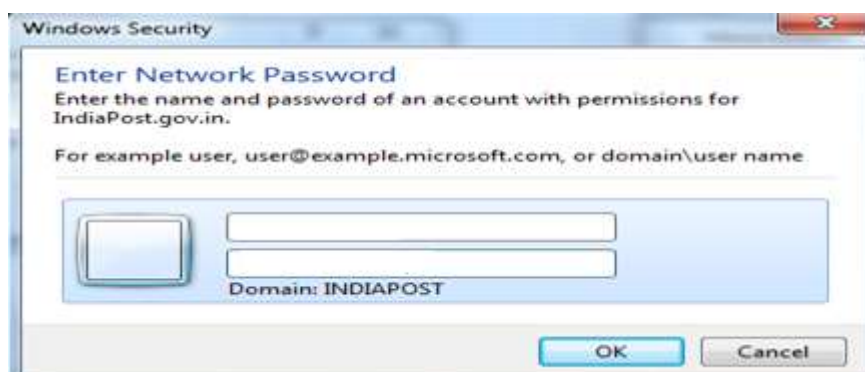 Windows Security
Enter Network Password
Enter the name and password of an account with permissions for
IndiaPost.gov.in.
For example user, user@example.microsoft.com, or domain\user name
Domain: INDIAPOST
OK
Cancel